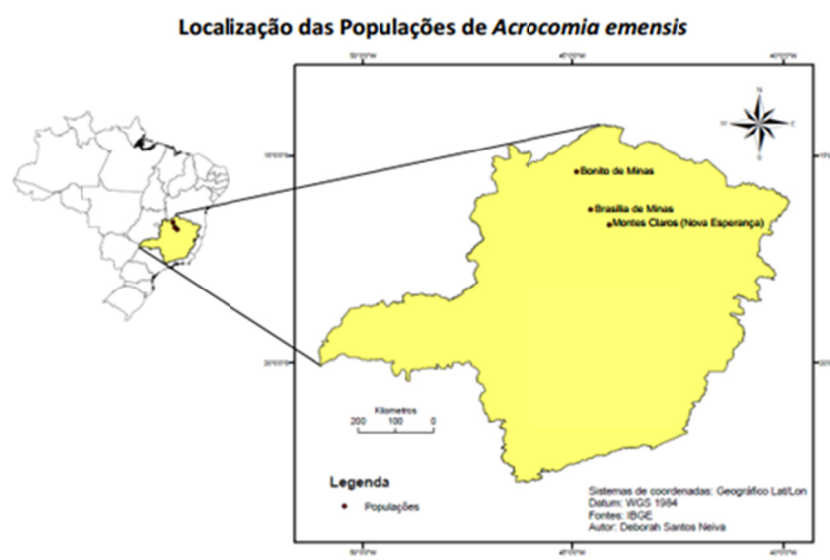 Localização das Populações de Acrocomia emensis
N
W
E
S
Bonito de Minas
Brasília de Minas
Montes Claros (Nova Esperança)
Kilometros
200 100 0
Legenda
Populações
Sistemas de coordenadas: Geográfico Lat/Lon
Datum: WGS 1984
Fontes: IBGE
Autor: Deborah Santos Neiva